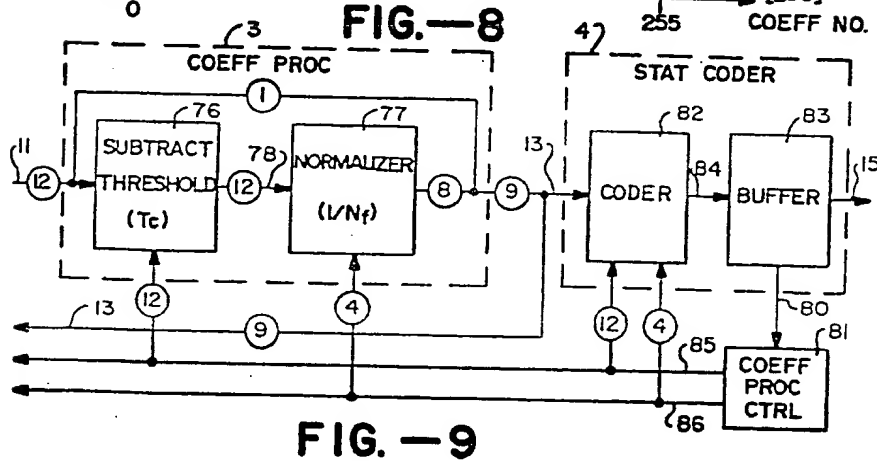 0
FIG.—8
255
COEFF NO.
3
COEFF PROC
4
STAT CODER
1
76
77
82
83
11
12
SUBTRACT
THRESHOLD
(Tc)
12
78
NORMALIZER
(1/Nf)
8
9
13
CODER
84
BUFFER
15
12
4
12
4
80
81
13
9
85
COEFF
PROC
CTRL
86
FIG.—9